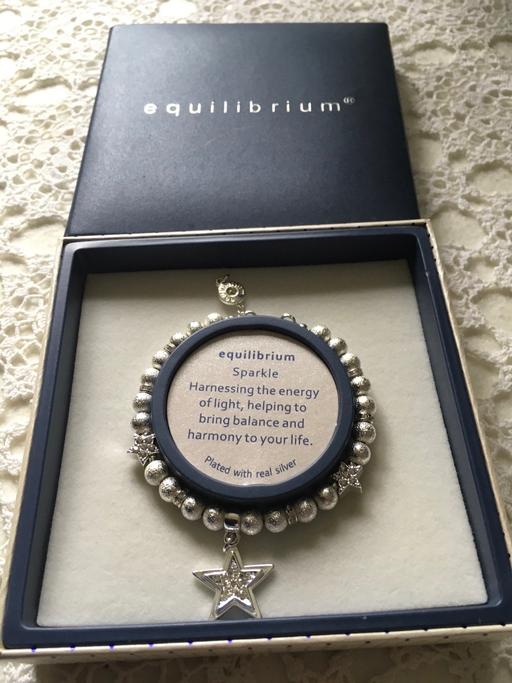 equilibrium®
equilibrium
Sparkle
Harnessing the energy
of light, helping to
bring balance and
harmony to your life.
Plated with real silver